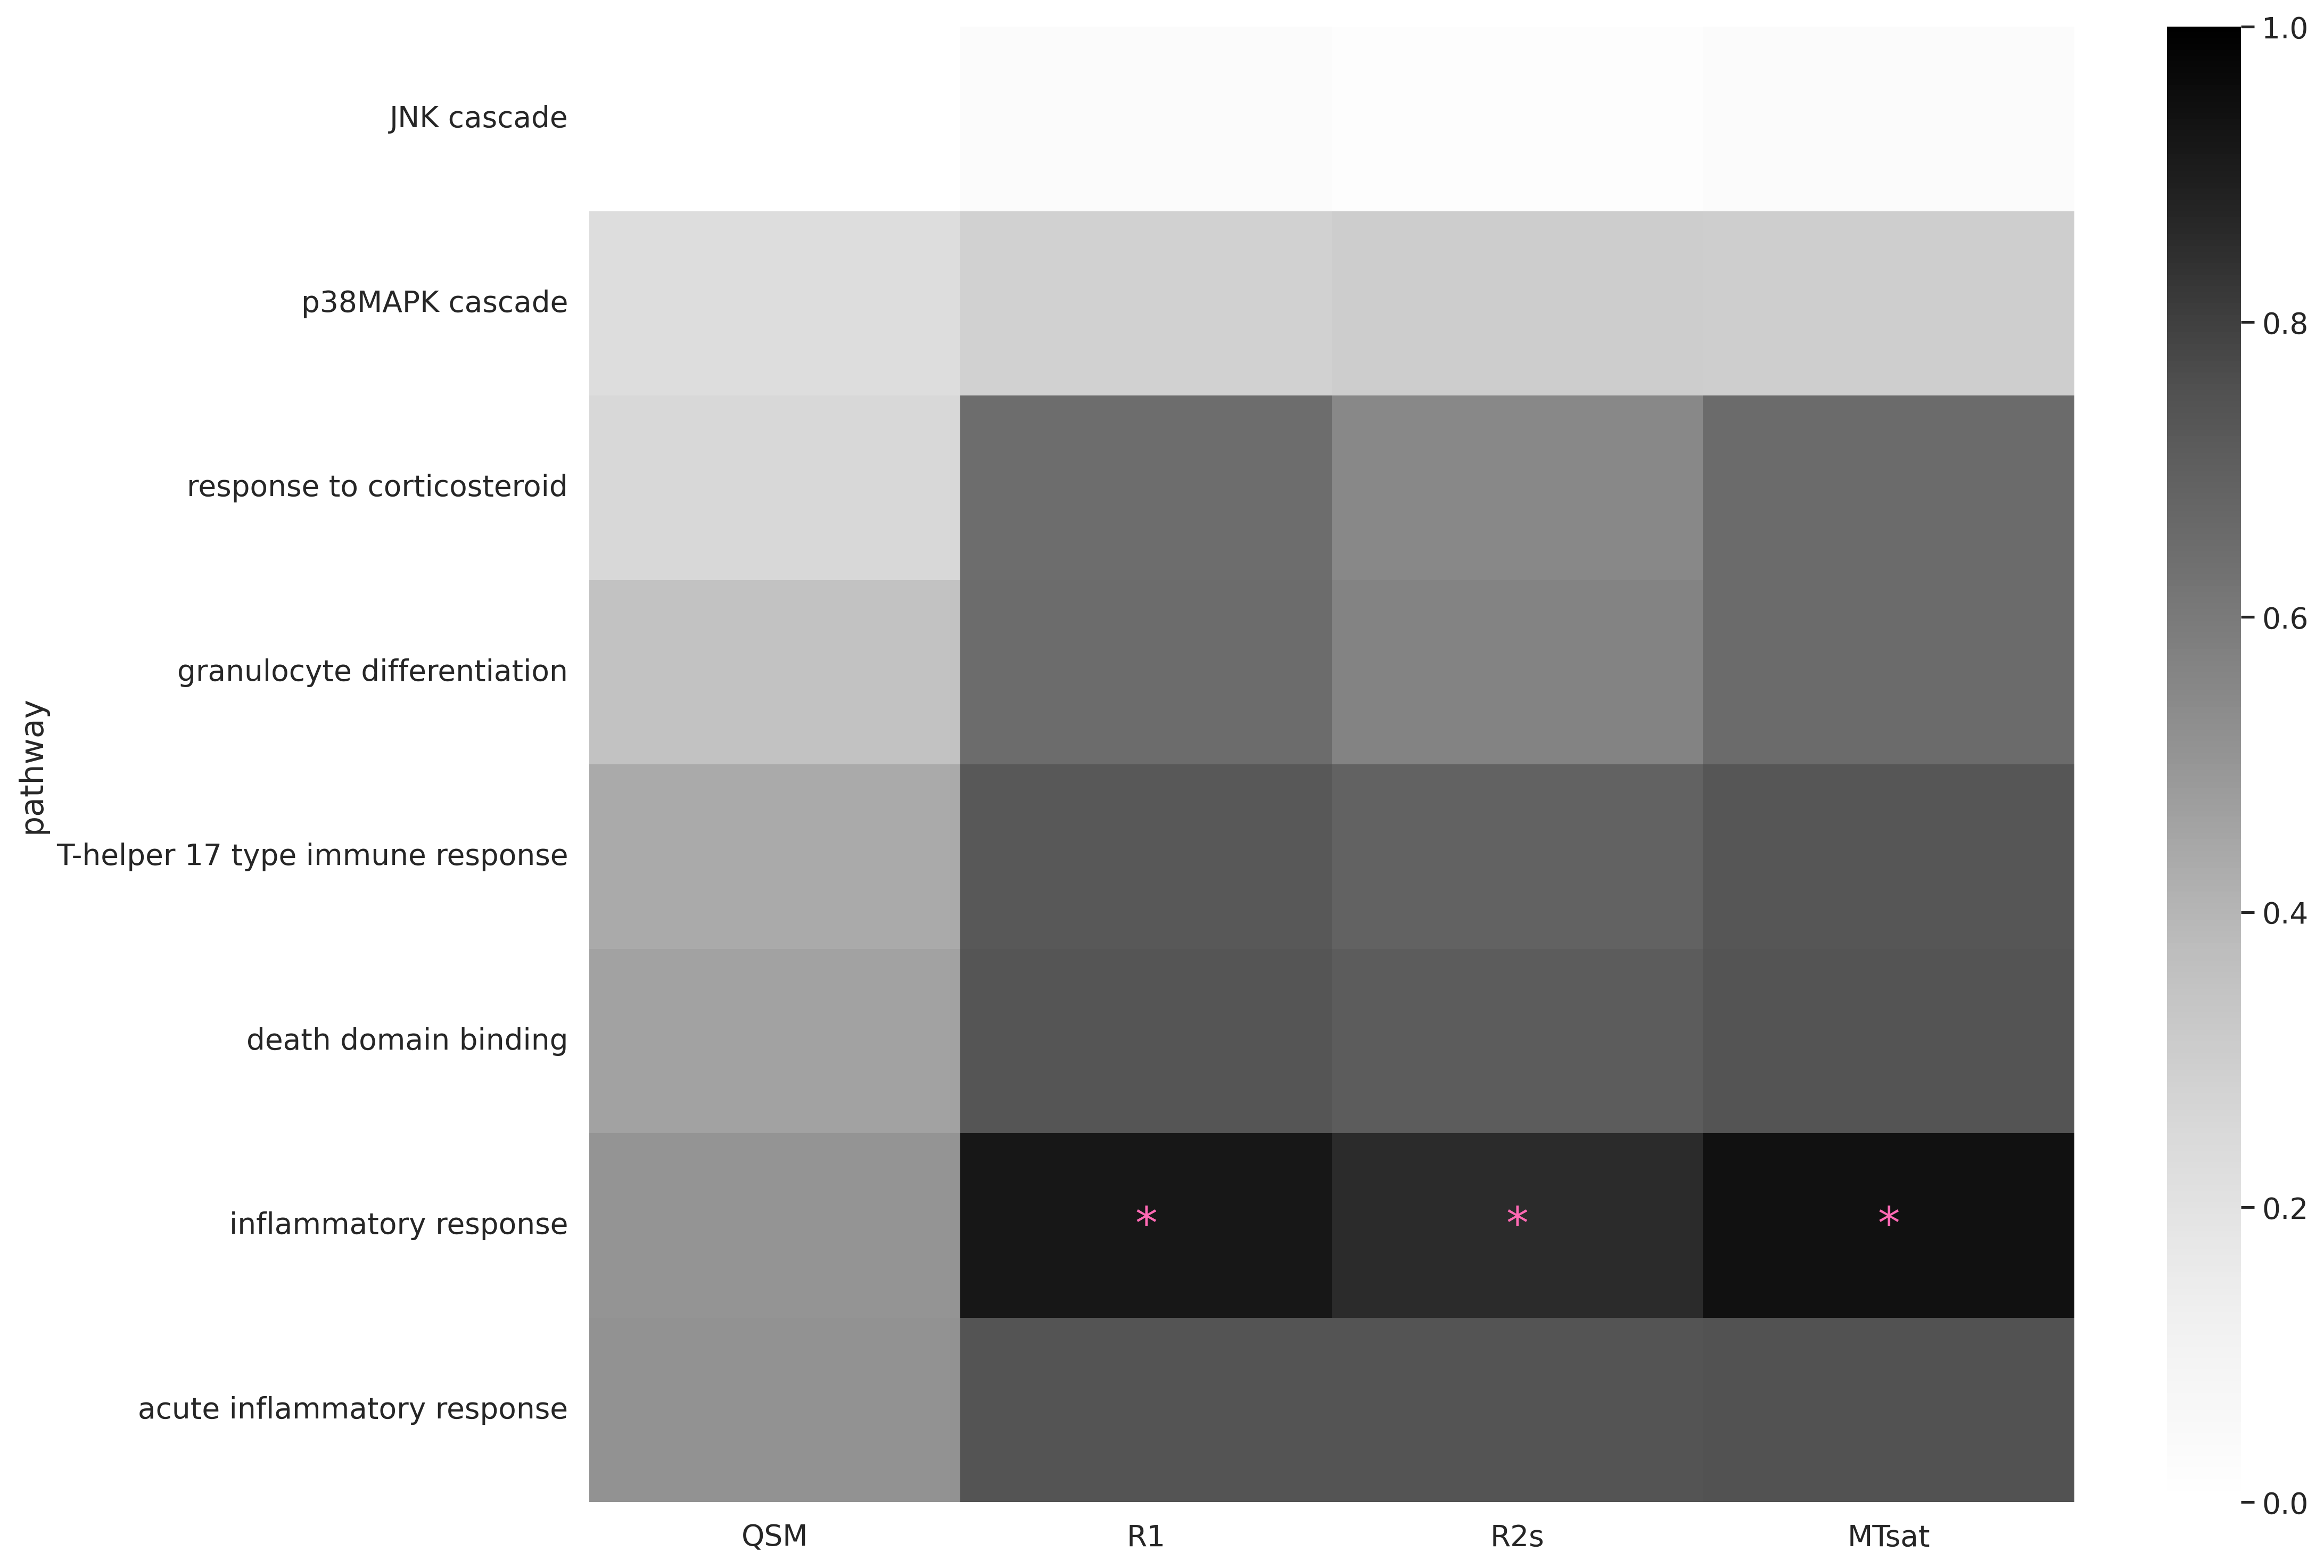 JNK cascade
p38MAPK cascade
response to corticosteroid
granulocyte differentiation
pathway
T-helper 17 type immune response
death domain binding
inflammatory response
* * *
acute inflammatory response
QSM R1 R2s MTsat
1.0
0.8
0.6
0.4
0.2
0.0